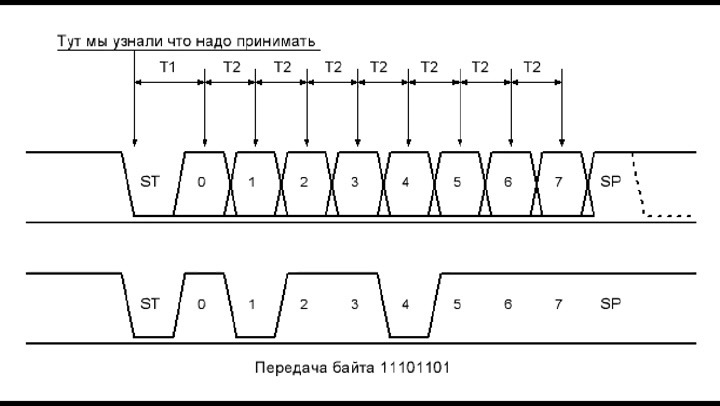 Тут мы узнали что надо принимать
T1 T2 T2 T2 T2 T2 T2 T2
ST 0 1 2 3 4 5 6 7 SP
ST 0 1 2 3 4 5 6 7 SP
Передача байта 11101101